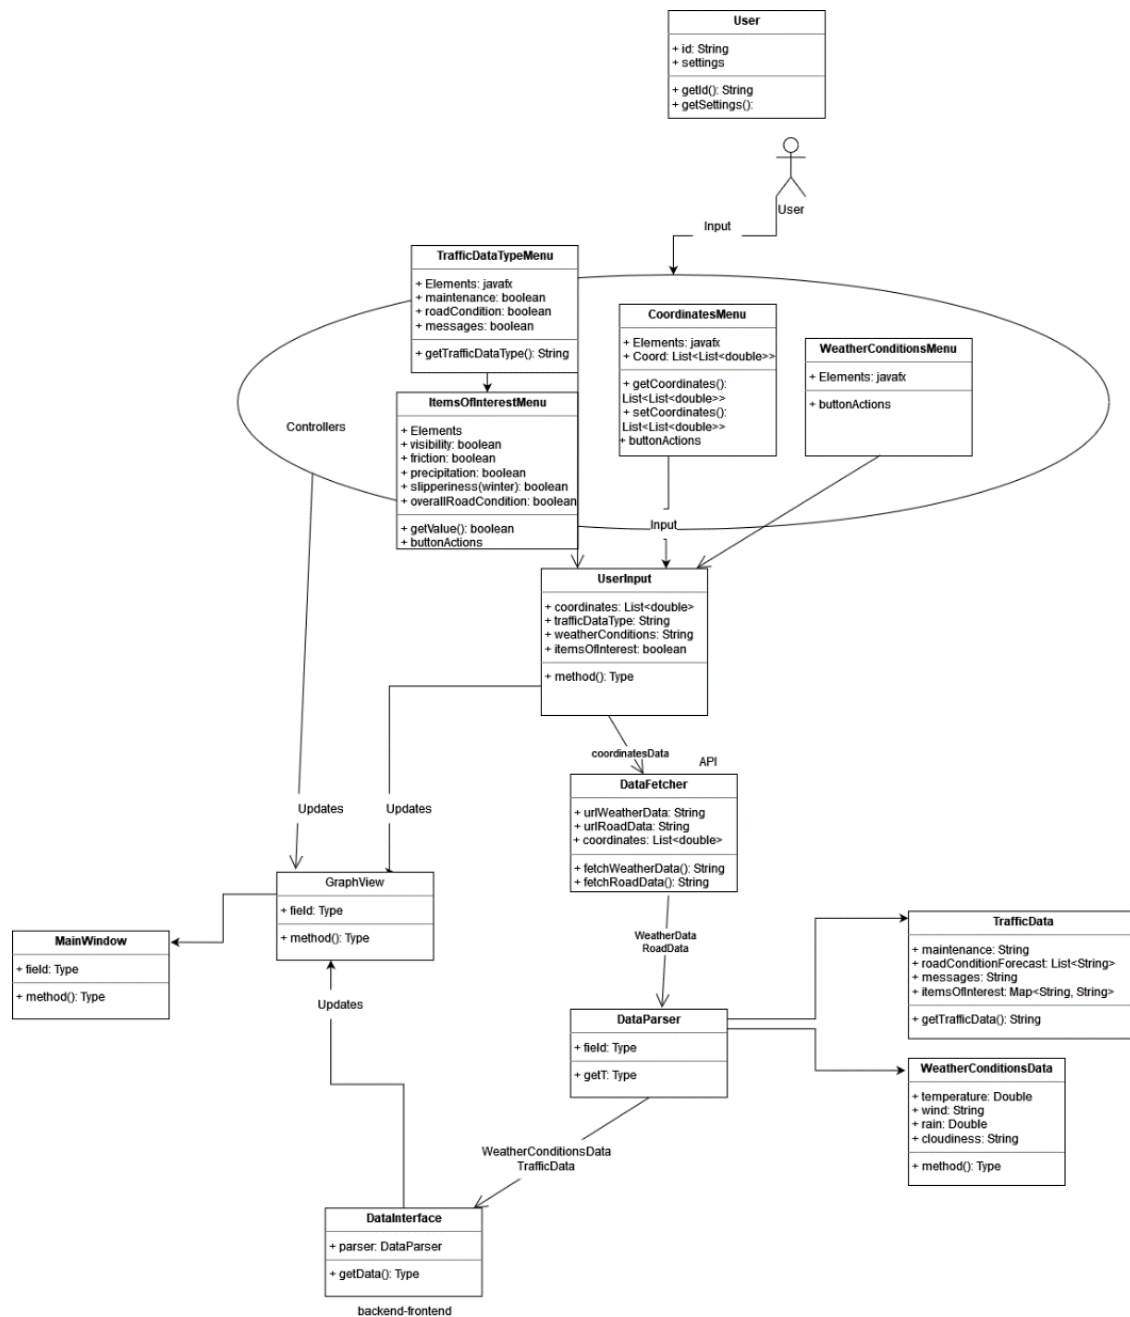 User
+ id: String
+ settings
+ getId(): String
+ getSettings():
User
Input
TrafficDataTypeMenu
+ Elements: javafx
+ maintenance: boolean
+ roadCondition: boolean
+ messages: boolean
+ getTrafficDataType(): String
CoordinatesMenu
+ Elements: javafx
+ Coord: List<List<double>>
+ getCoordinates():
List<List<double>>
+ setCoordinates():
List<List<double>>
+ buttonActions
WeatherConditionsMenu
+ Elements: javafx
+ buttonActions
Controllers
ItemsOfInterestMenu
+ Elements
+ visibility: boolean
+ friction: boolean
+ precipitation: boolean
+ slipperiness(winter): boolean
+ overallRoadCondition: boolean
+ getValue(): boolean
+ buttonActions
Input
UserInput
+ coordinates: List<double>
+ trafficDataType: String
+ weatherConditions: String
+ itemsOfInterest: boolean
+ method(): Type
coordinatesData
API
DataFetcher
+ urlWeatherData: String
+ urlRoadData: String
+ coordinates: List<double>
+ fetchWeatherData(): String
+ fetchRoadData(): String
Updates
Updates
GraphView
+ field: Type
+ method(): Type
MainWindow
+ field: Type
+ method(): Type
WeatherData
RoadData
TrafficData
+ maintenance: String
+ roadConditionForecast: List<String>
+ messages: String
+ itemsOfInterest: Map<String, String>
+ getTrafficData(): String
Updates
DataParser
+ field: Type
+ getT: Type
WeatherConditionsData
+ temperature: Double
+ wind: String
+ rain: Double
+ cloudiness: String
+ method(): Type
WeatherConditionsData
TrafficData
DataInterface
+ parser: DataParser
+ getData(): Type
backend-frontend